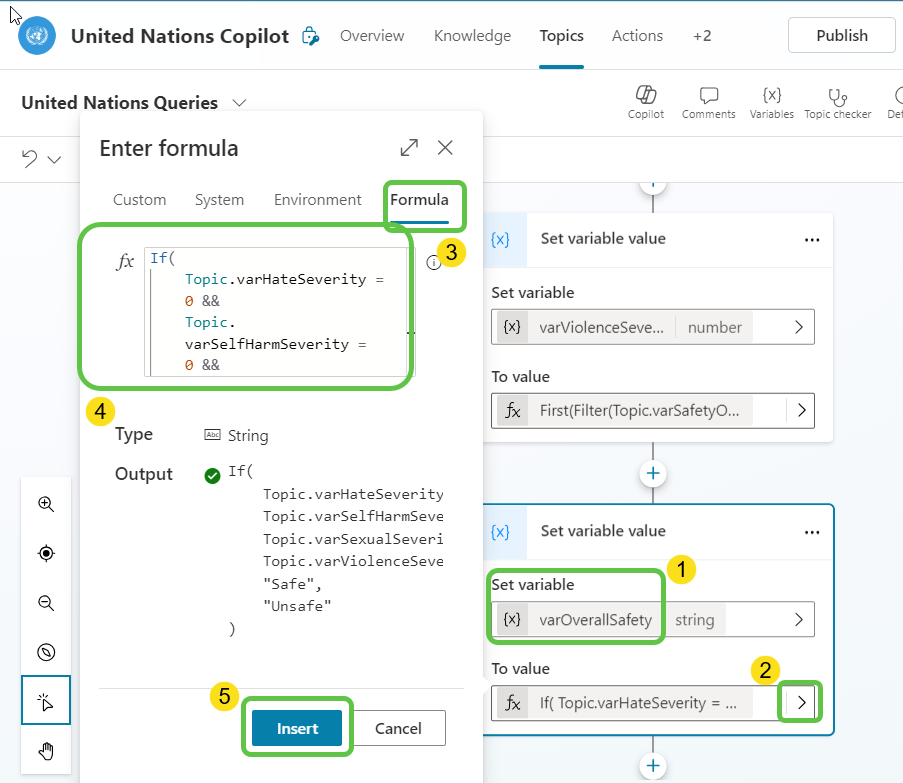 United Nations Copilot
Overview
Knowledge
Topics
Actions
+2
Publish
United Nations Queries
Copilot
Comments
Variables
Topic checker
Enter formula
Custom
System
Environment
Formula
3
fx
If(
Topic.varHateSeverity =
0 &&
Topic.
varSelfHarmSeverity =
0 &&
4
Type
Abc String
Output
If(
Topic.varHateSeverity
Topic.varSelfHarmSeve
Topic.varSexualSeveri
Topic.varViolenceSeve
"Safe",
"Unsafe"
)
5
Insert
Cancel
{x} Set variable value ...
Set variable
{x} varViolenceSeve... number
To value
fx First(Filter(Topic.varSafetyO...
{x} Set variable value ...
1
Set variable
{x} varOverallSafety string
To value
2
fx If( Topic.varHateSeverity = ...